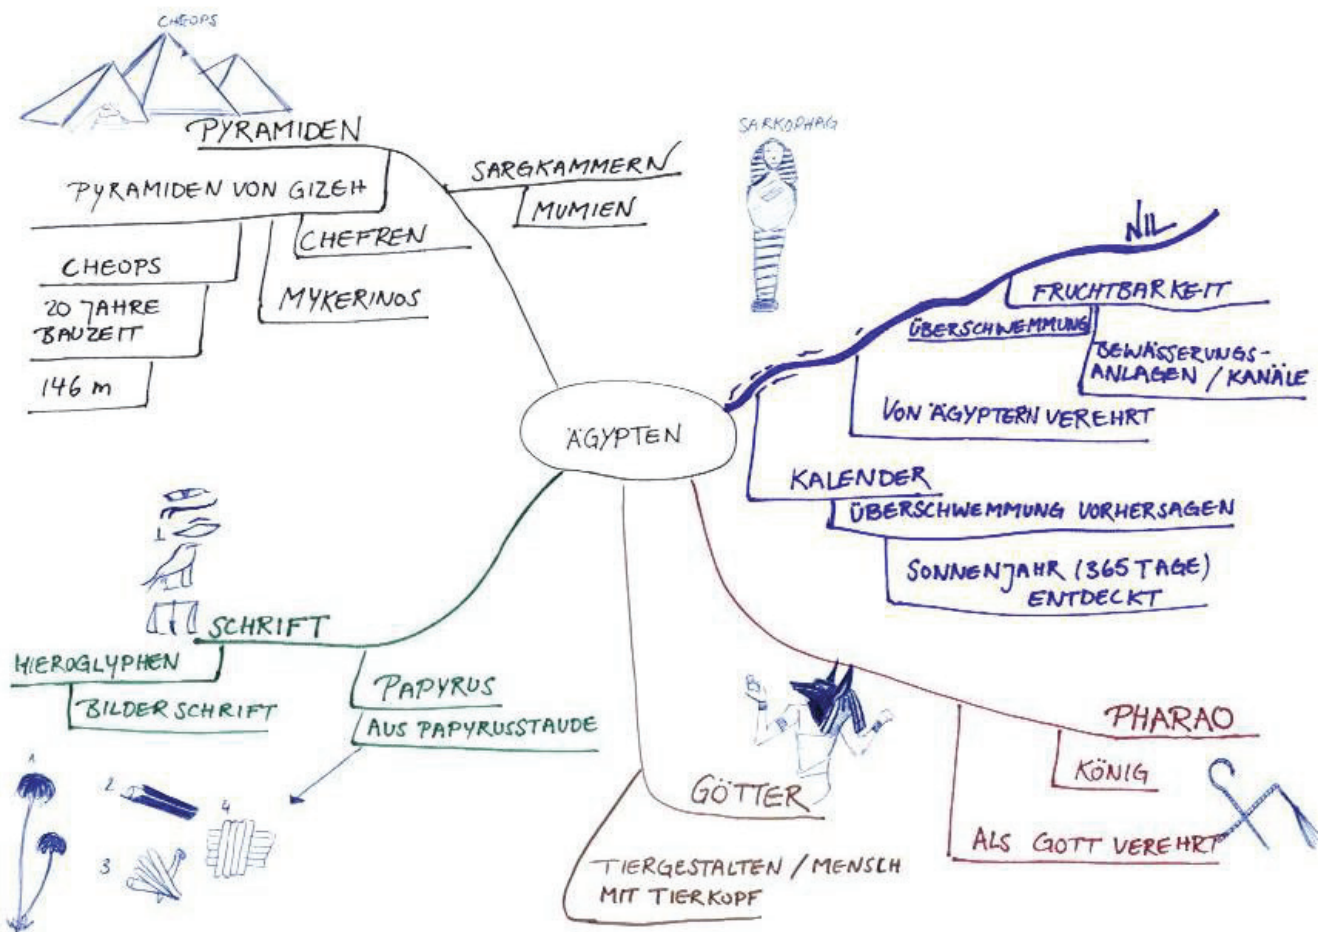 CHEOPS
PYRAMIDEN
PYRAMIDEN VON GIZEH
CHEFREN
MYKERINOS
CHEOPS
20 JAHRE
BAUZEIT
146 m
SARGKAMMERN
MUMIEN
SARKOPHAG
NIL
FRUCHTBARKEIT
ÜBERSCHWEMMUNG
BEWÄSSERUNGS-
ANLAGEN / KANÄLE
VON ÄGYPTERN VEREHRT
KALENDER
ÜBERSCHWEMMUNG VORHERSAGEN
SONNENJAHR (365 TAGE)
ENTDECKT
ÄGYPTEN
SCHRIFT
HIEROGLYPHEN
BILDERSCHRIFT
PAPYRUS
AUS PAPYRUSSTAUDE
1
2
3
4
GÖTTER
TIERGESTALTEN / MENSCH
MIT TIERKOPF
PHARAO
KÖNIG
ALS GOTT VEREHRT